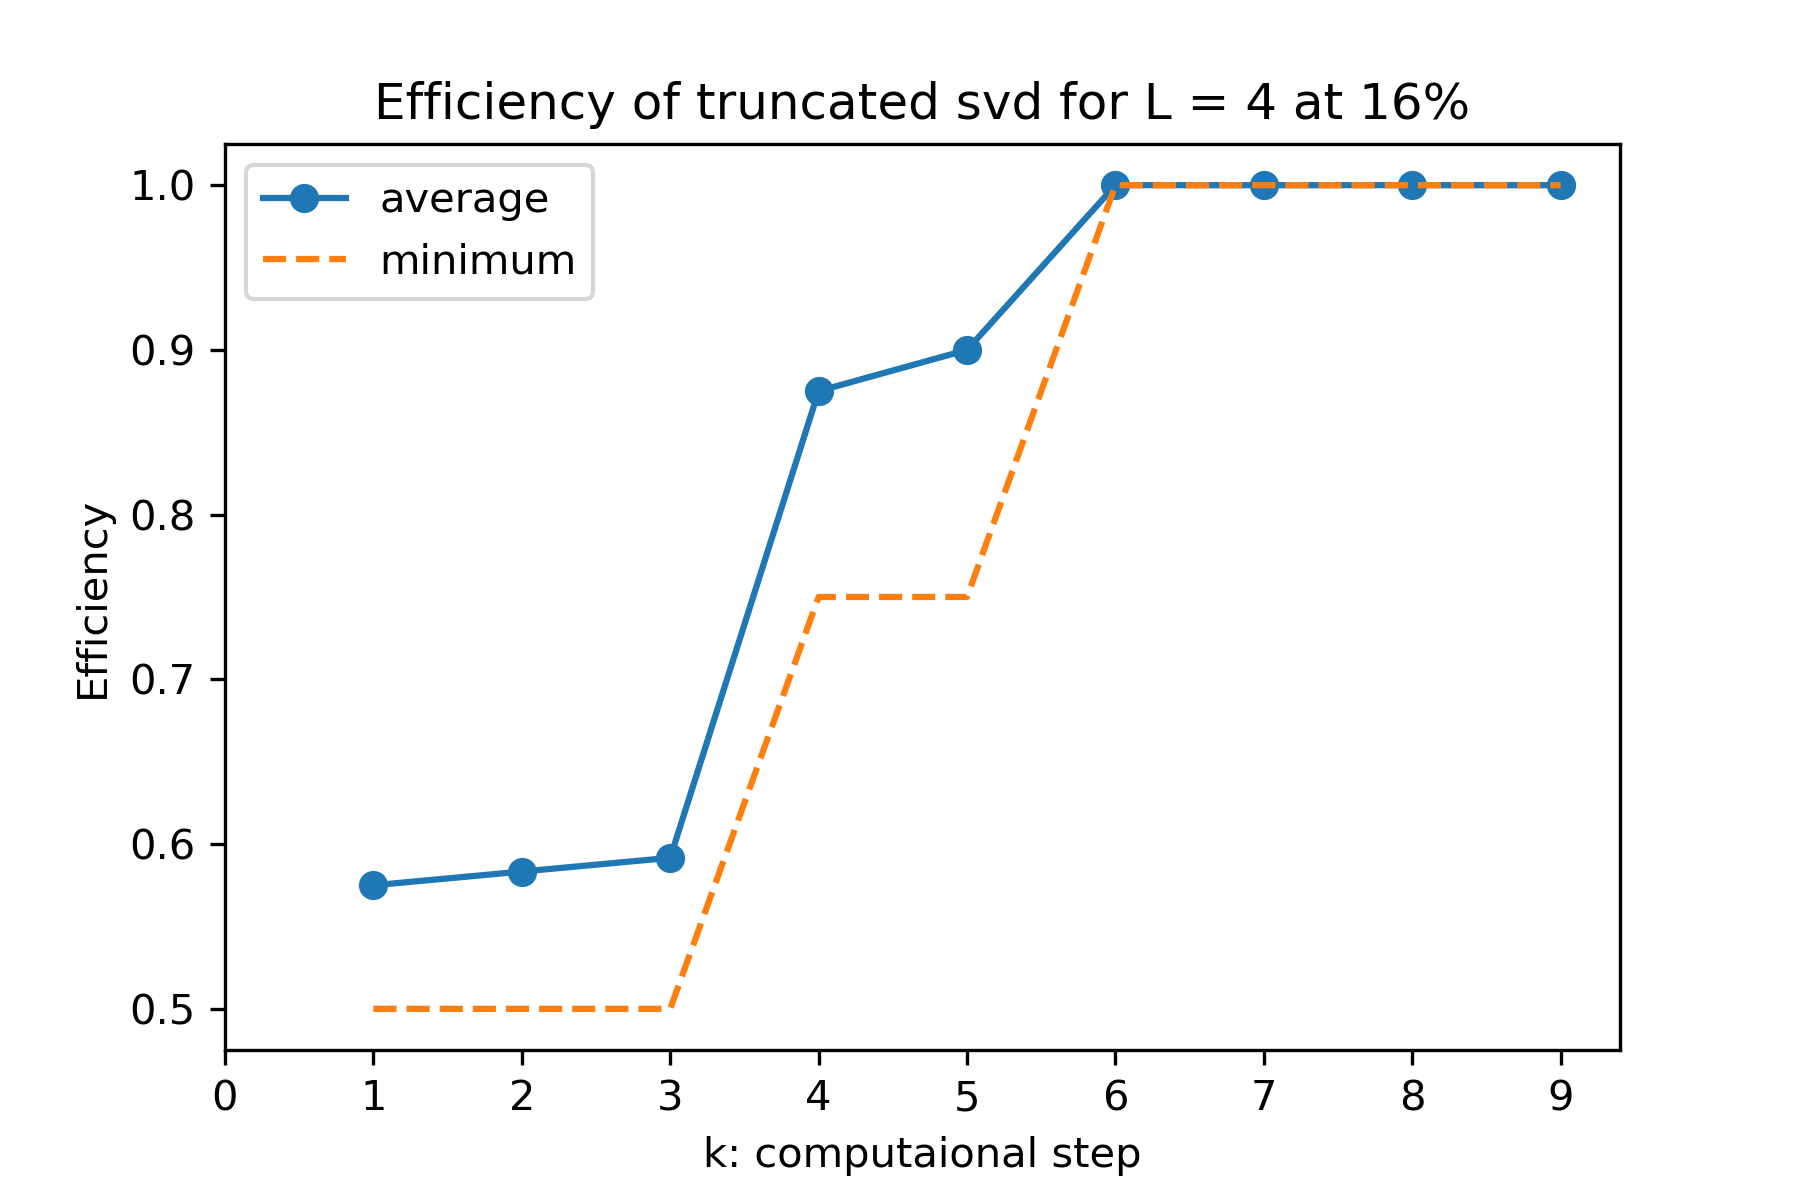 Efficiency of truncated svd for L = 4 at 16%
average
minimum
1.0
0.9
0.8
0.7
0.6
0.5
Efficiency
0 1 2 3 4 5 6 7 8 9
k: computaional step